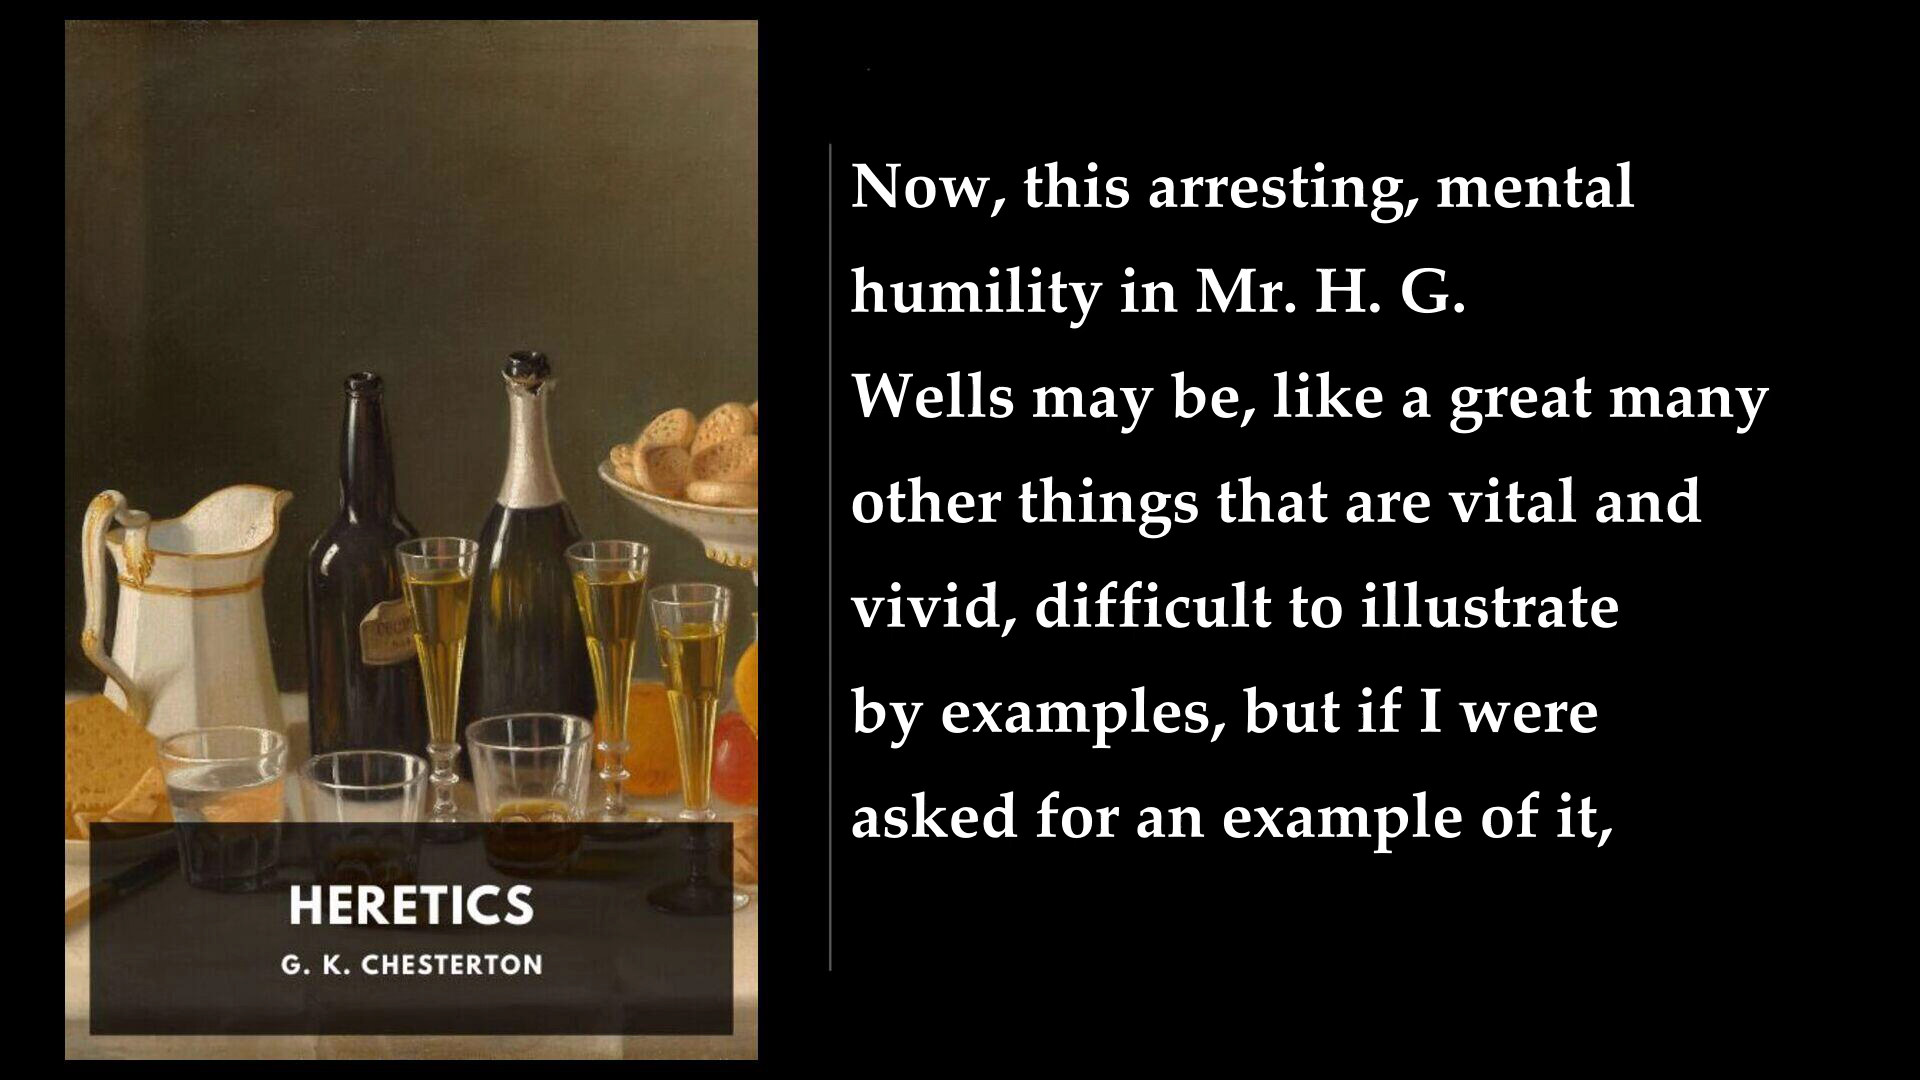 Now, this arresting, mental
humility in Mr. H. G.
Wells may be, like a great many
other things that are vital and
vivid, difficult to illustrate
by examples, but if I were
asked for an example of it,
HERETICS
G. K. CHESTERTON